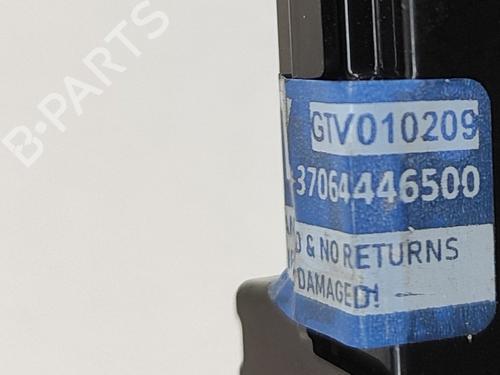 B-PARTS
GTV010209
37064446500
& NO RETURNS
DAMAGED!